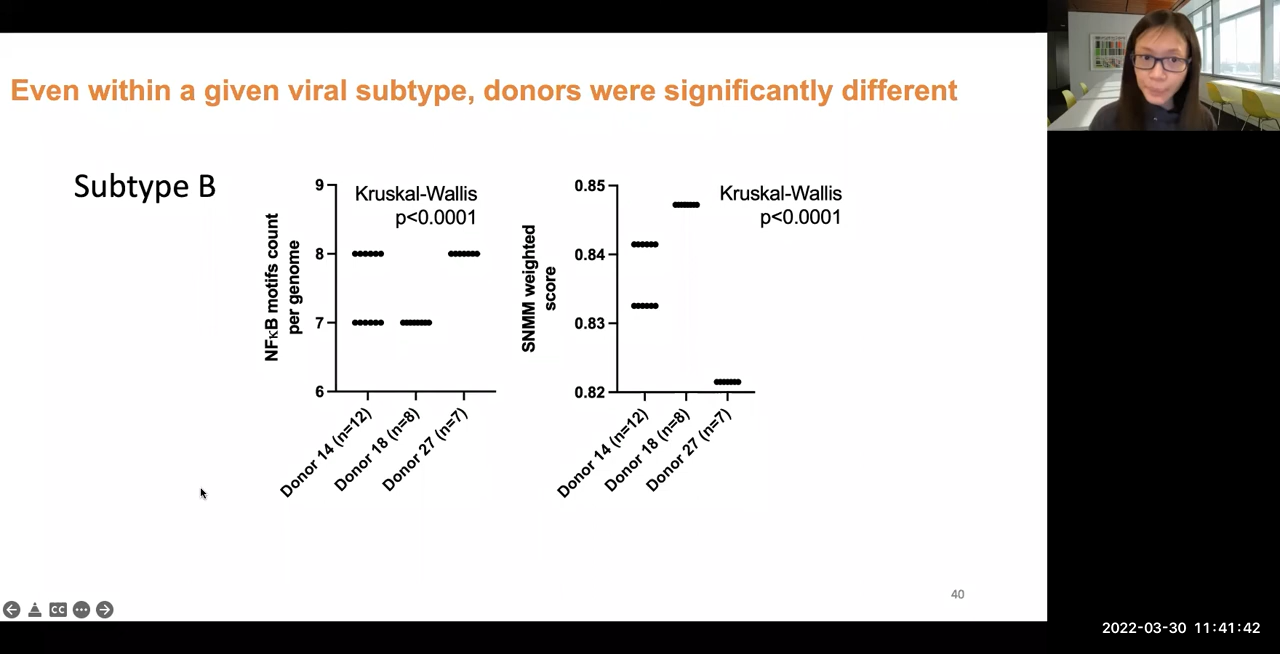 Even within a given viral subtype, donors were significantly different
Subtype B
NFκB motifs count
per genome
9
8
7
6
Kruskal-Wallis
p<0.0001
Donor 14 (n=12)
Donor 18 (n=8)
Donor 27 (n=7)
SNMM weighted
score
0.85
0.84
0.83
0.82
Kruskal-Wallis
p<0.0001
Donor 14 (n=12)
Donor 18 (n=8)
Donor 27 (n=7)
40
CC
2022-03-30 11:41:42